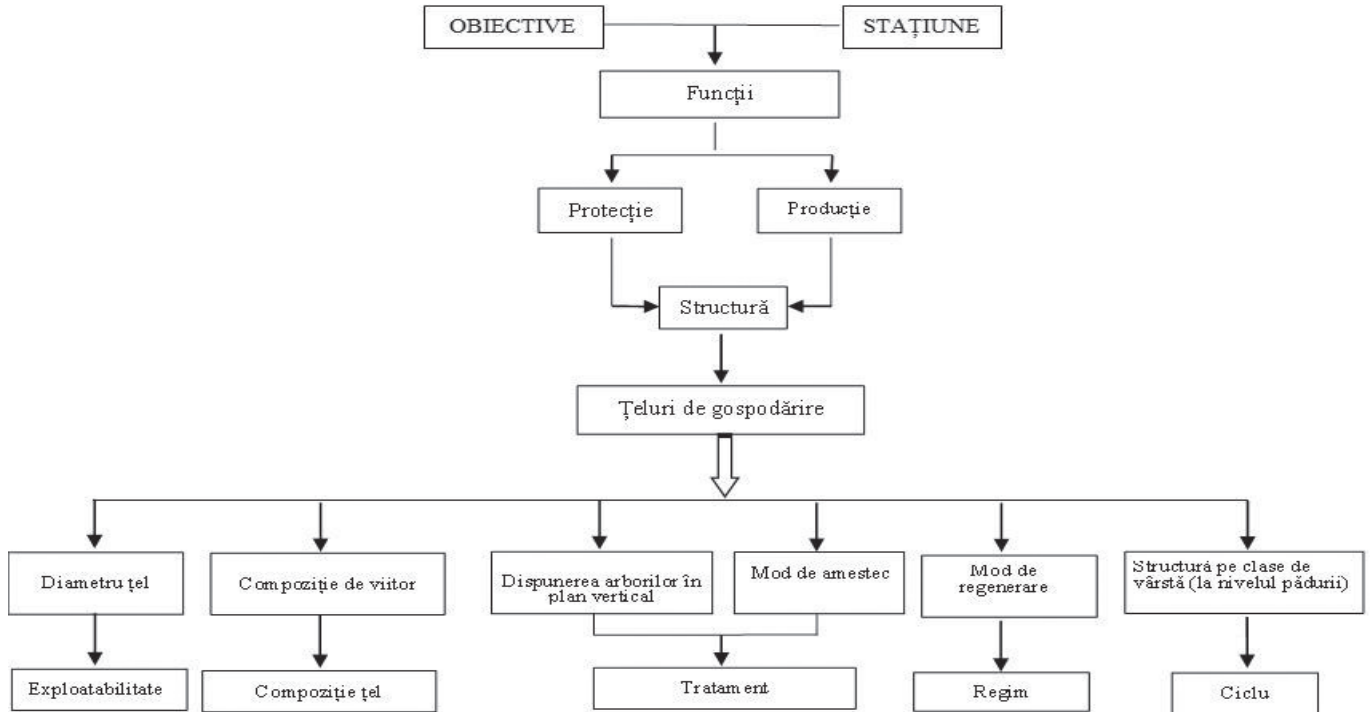 OBIECTIVE
STAȚIUNE
Funcții
Protecție
Producție
Structură
Țeluri de gospodărire
Diametru țel
Compoziție de viitor
Dispunerea arborilor în
plan vertical
Mod de amestec
Mod de
regenerare
Structură pe clase de
vârstă (la nivelul pădurii)
Exploatabilitate
Compoziție țel
Tratament
Regim
Ciclu